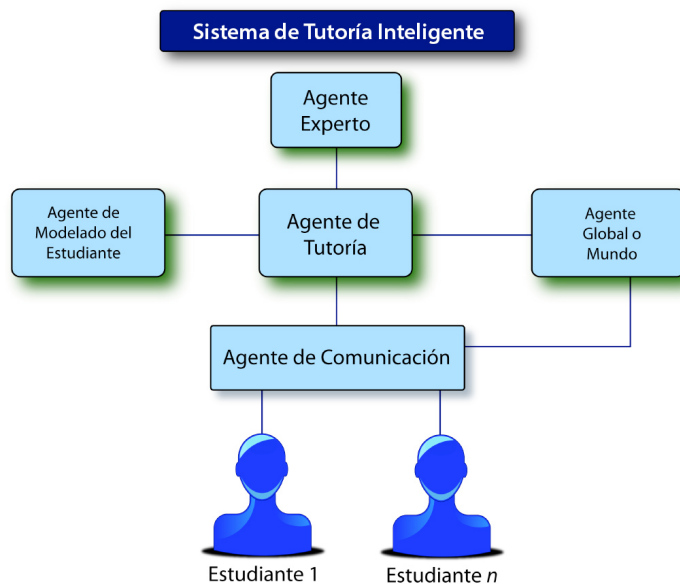 Sistema de Tutoría Inteligente
Agente
Experto
Agente de
Modelado del
Estudiante
Agente de
Tutoría
Agente
Global o
Mundo
Agente de Comunicación
Estudiante 1
Estudiante n